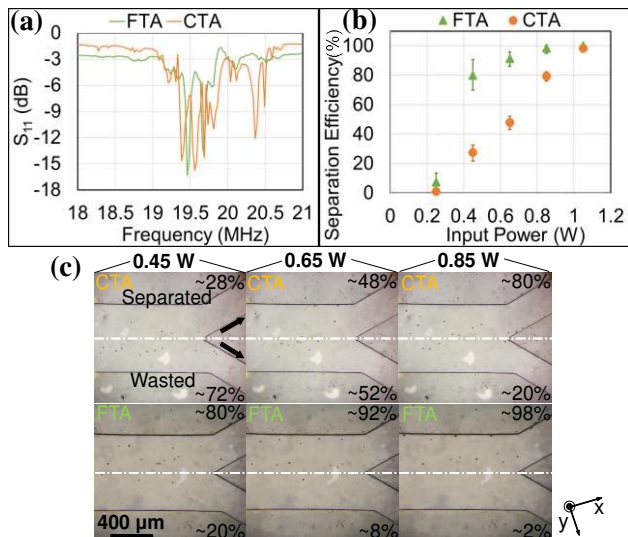 (a)
FTA CTA
0
-3
-6
-9
-12
-15
-18
S11 (dB)
18 18.5 19 19.5 20 20.5 21
Frequency (MHz)
(b)
FTA CTA
100
80
60
40
20
0
Separation Efficiency(%)
0 0.2 0.4 0.6 0.8 1 1.2
Input Power (W)
(c)
0.45 W 0.65 W 0.85 W
CTA ~28% CTA ~48% CTA ~80%
Separated
Wasted
~72% ~52% ~20%
FTA ~80% FTA ~92% FTA ~98%
400 µm ~20% ~8% ~2%
y x